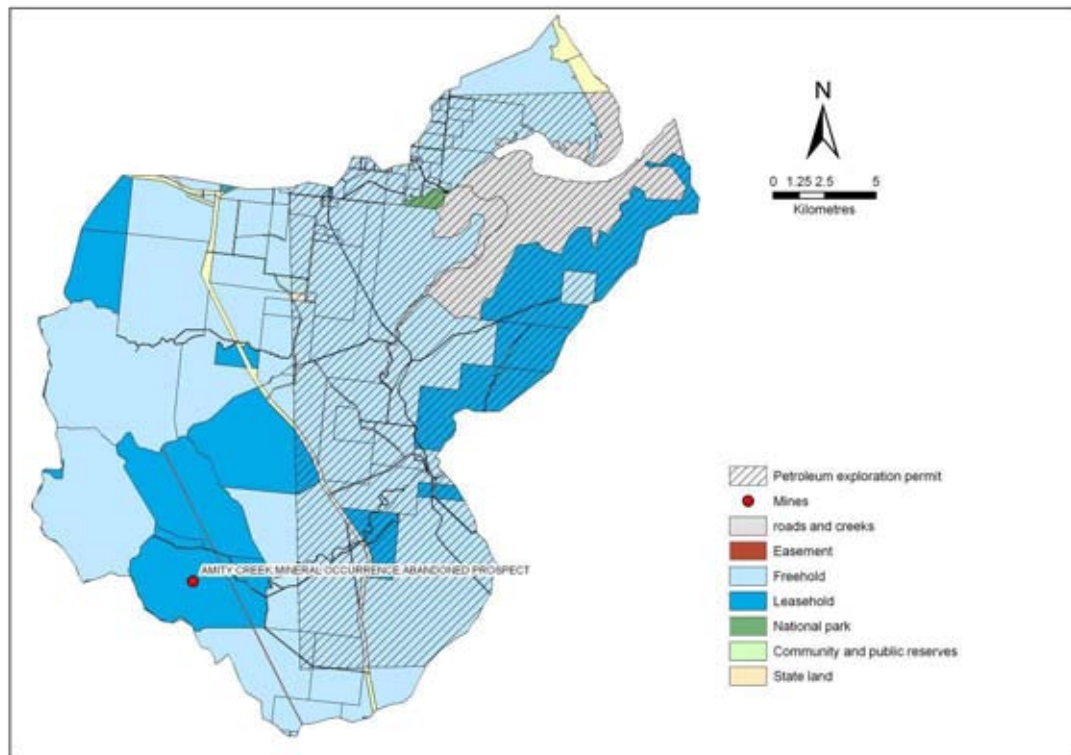 N
0 1.25 2.5 5
Kilometres
Petroleum exploration permit
Mines
roads and creeks
Easement
Freehold
Leasehold
National park
Community and public reserves
State land
AMITY CREEK MINERAL OCCURRENCE ABANDONED PROSPECT